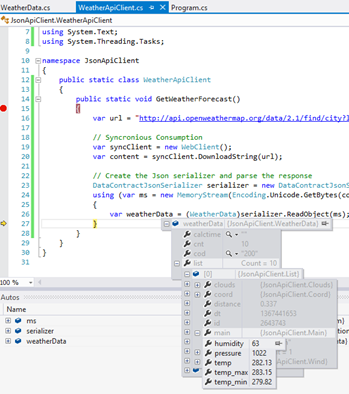 WeatherData.cs
WeatherApiClient.cs
Program.cs
JsonApiClient.WeatherApiClient
7 using System.Text;
8 using System.Threading.Tasks;
9
10 namespace JsonApiClient
11 {
12 public static class WeatherApiClient
13 {
14 public static void GetWeatherForecast()
15 {
16 var url = "http://api.openweathermap.org/data/2.1/find/city?l
17
18 // Syncronious Consumption
19 var syncClient = new WebClient();
20 var content = syncClient.DownloadString(url);
21
22 // Create the Json serializer and parse the response
23 DataContractJsonSerializer serializer = new DataContractJson
24 using (var ms = new MemoryStream(Encoding.Unicode.GetBytes(co
25 {
26 var weatherData = (WeatherData)serializer.ReadObject(ms);
27 }
28 }
29 }
30 }
31
weatherData {JsonApiClient.WeatherData}
calctime ""
cnt 10
cod "200"
list Count = 10
[0] {JsonApiClient.List}
clouds {JsonApiClient.Clouds}
coord {JsonApiClient.Coord}
distance 0.337
dt 1367441653
id 2643743
main {JsonApiClient.Main}
humidity 63
pressure 1022
temp 282.13
temp_max 283.15
temp_min 279.82
100 %
Autos
Name
ms
serializer
weatherData